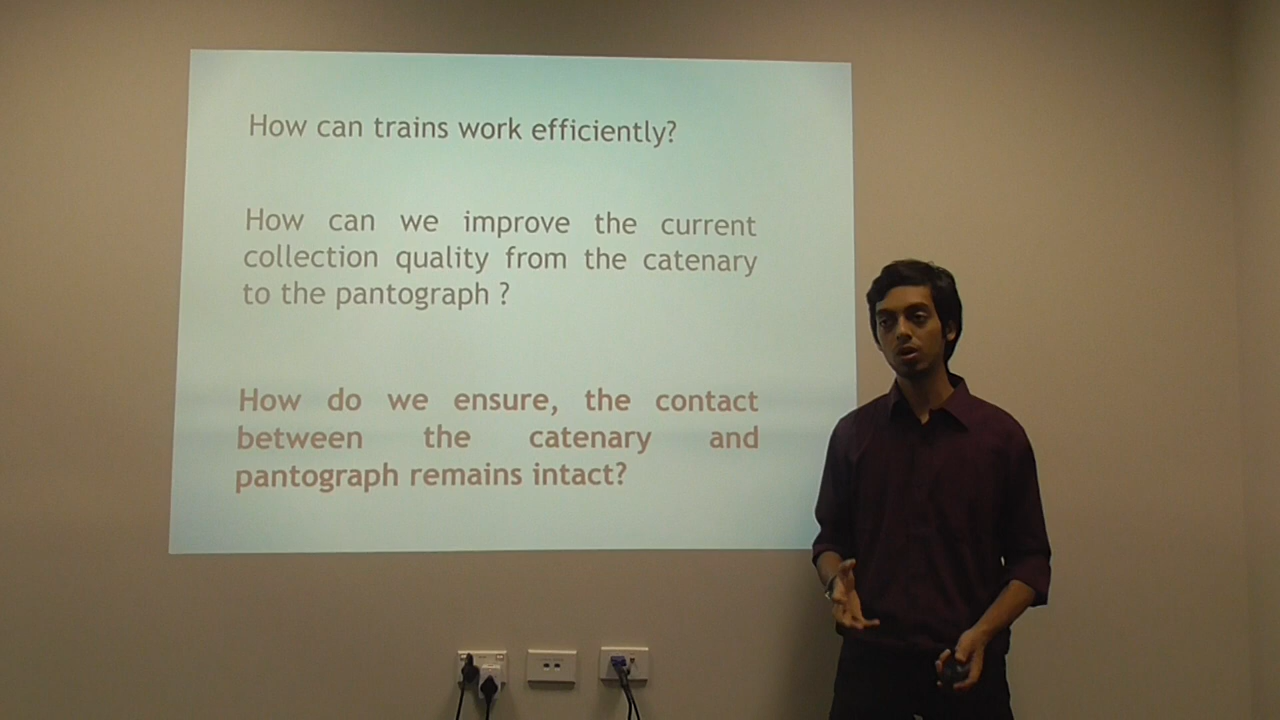 How can trains work efficiently?
How can we improve the current
collection quality from the catenary
to the pantograph ?
How do we ensure, the contact
between the catenary and
pantograph remains intact?